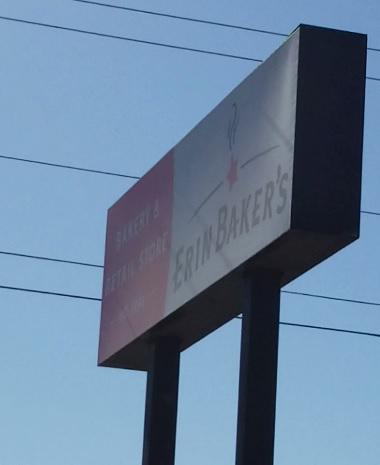 BAKERY &
RETAIL STORE
ERIN BAKER'S